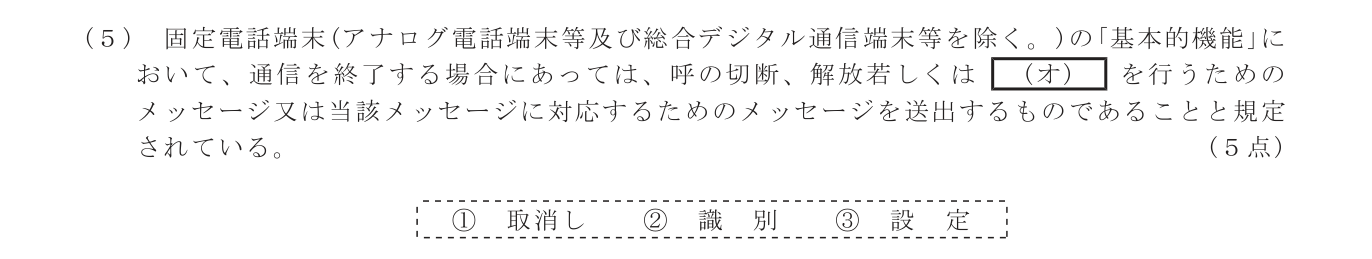 (5) 固定電話端末(アナログ電話端末等及び総合デジタル通信端末等を除く。)の「基本的機能」に
おいて、通信を終了する場合にあっては、呼の切断、解放若しくは (オ) を行うための
メッセージ又は当該メッセージに対応するためのメッセージを送出するものであることと規定
されている。 (5点)
① 取消し ② 識 別 ③ 設 定